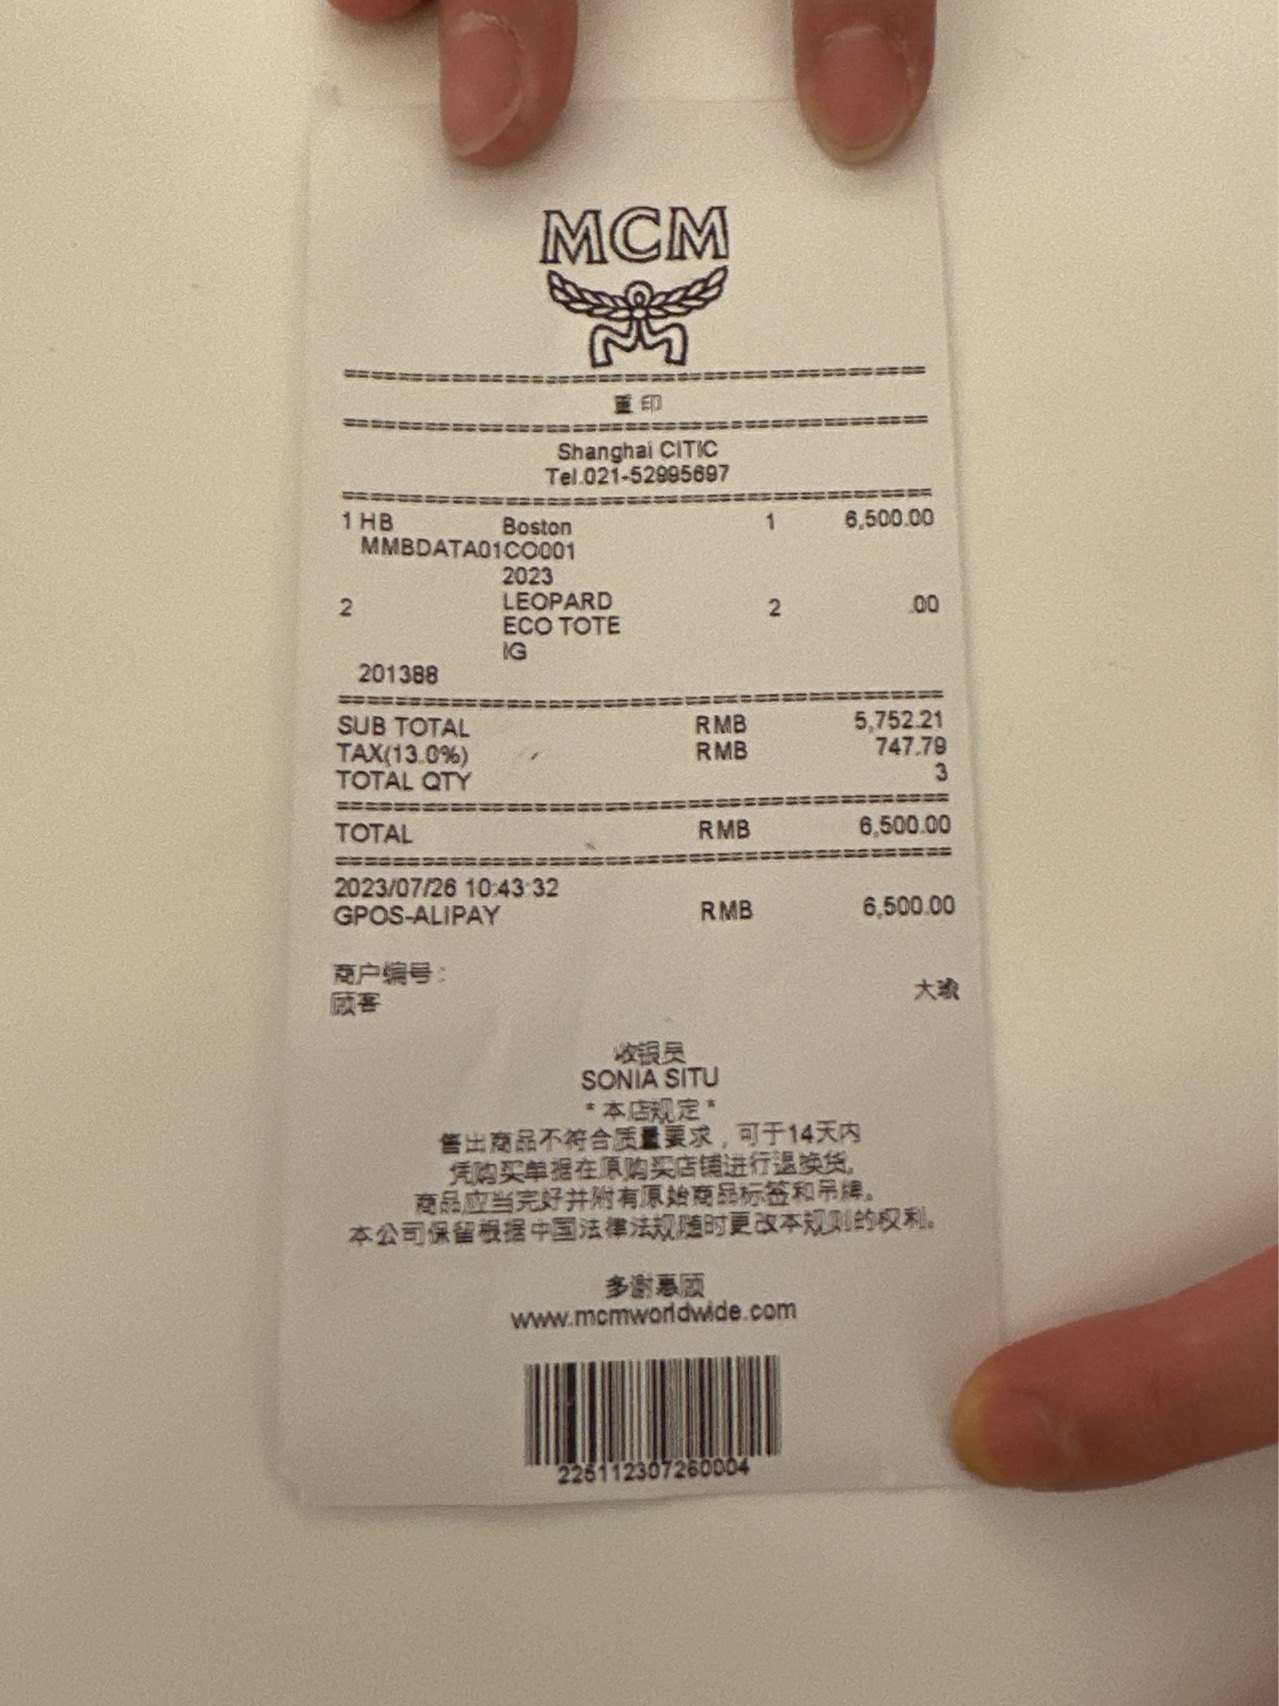 MCM
重印
Shanghai CITIC
Tel.021-52995697
1 HB Boston 1 6,500.00
MMBDATA01CO001
2023
2 LEOPARD 2 .00
ECO TOTE
IG
201388
SUB TOTAL RMB 5,752.21
TAX(13.0%) RMB 747.79
TOTAL QTY 3
TOTAL RMB 6,500.00
2023/07/26 10:43:32
GPOS-ALIPAY RMB 6,500.00
商户编号:
顾客 大瑜
收银员
SONIA SITU
*本店规定*
售出商品不符合质量要求,可于14天内
凭购买单据在原购买店铺进行退换货,
商品应当完好并附有原始商品标签和吊牌。
本公司保留根据中国法律法规随时更改本规则的权利。
多谢惠顾
www.mcmworldwide.com
225112307260004